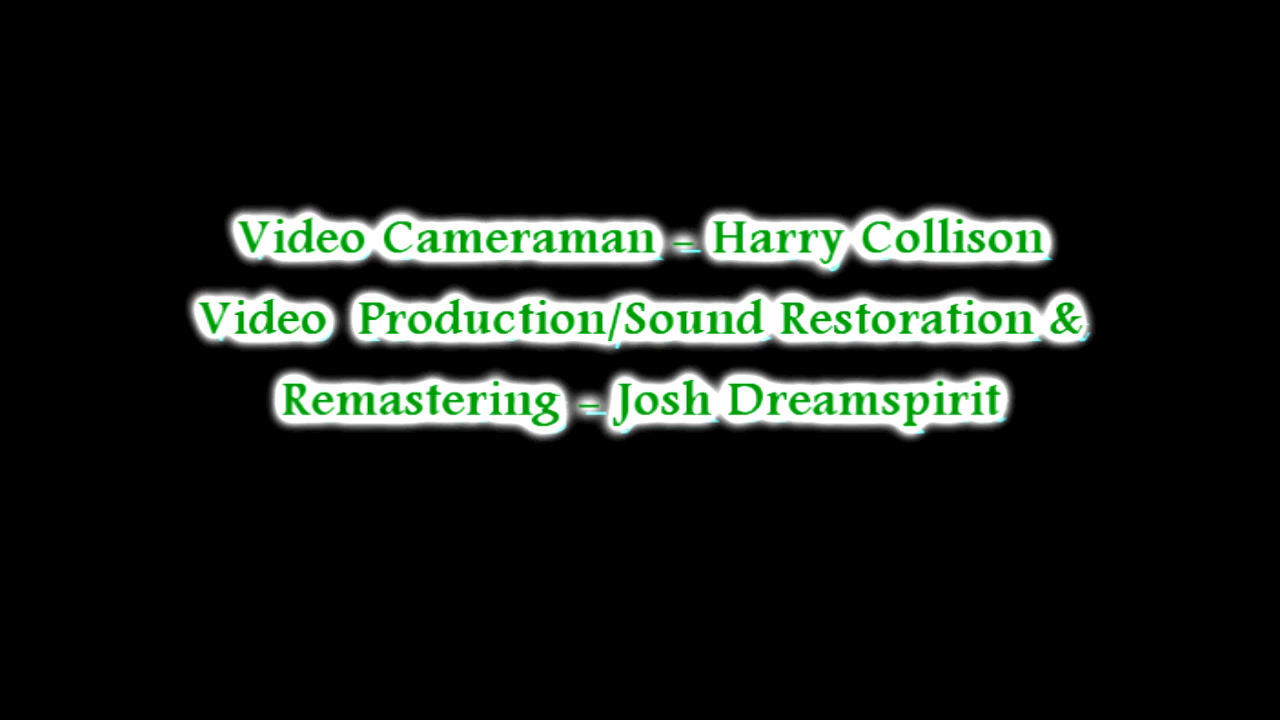 Video Cameraman – Harry Collison
Video  Production/Sound Restoration &
Remastering – Josh Dreamspirit